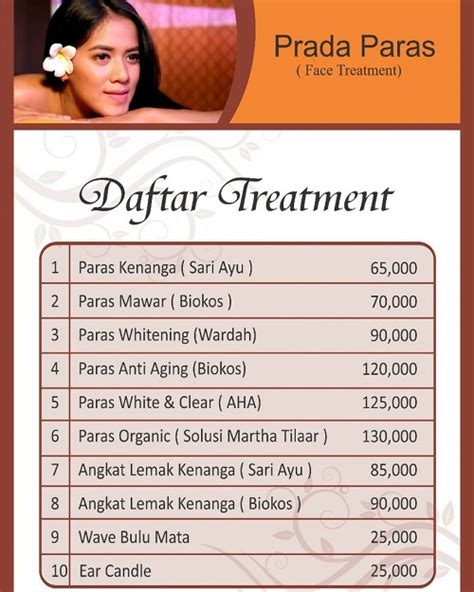 Prada Paras
( Face Treatment)
Daftar Treatment
1 Paras Kenanga ( Sari Ayu ) 65,000
2 Paras Mawar ( Biokos ) 70,000
3 Paras Whitening (Wardah) 90,000
4 Paras Anti Aging (Biokos) 120,000
5 Paras White & Clear ( AHA) 125,000
6 Paras Organic ( Solusi Martha Tilaar ) 130,000
7 Angkat Lemak Kenanga ( Sari Ayu ) 85,000
8 Angkat Lemak Kenanga ( Biokos ) 90,000
9 Wave Bulu Mata 25,000
10 Ear Candle 25,000